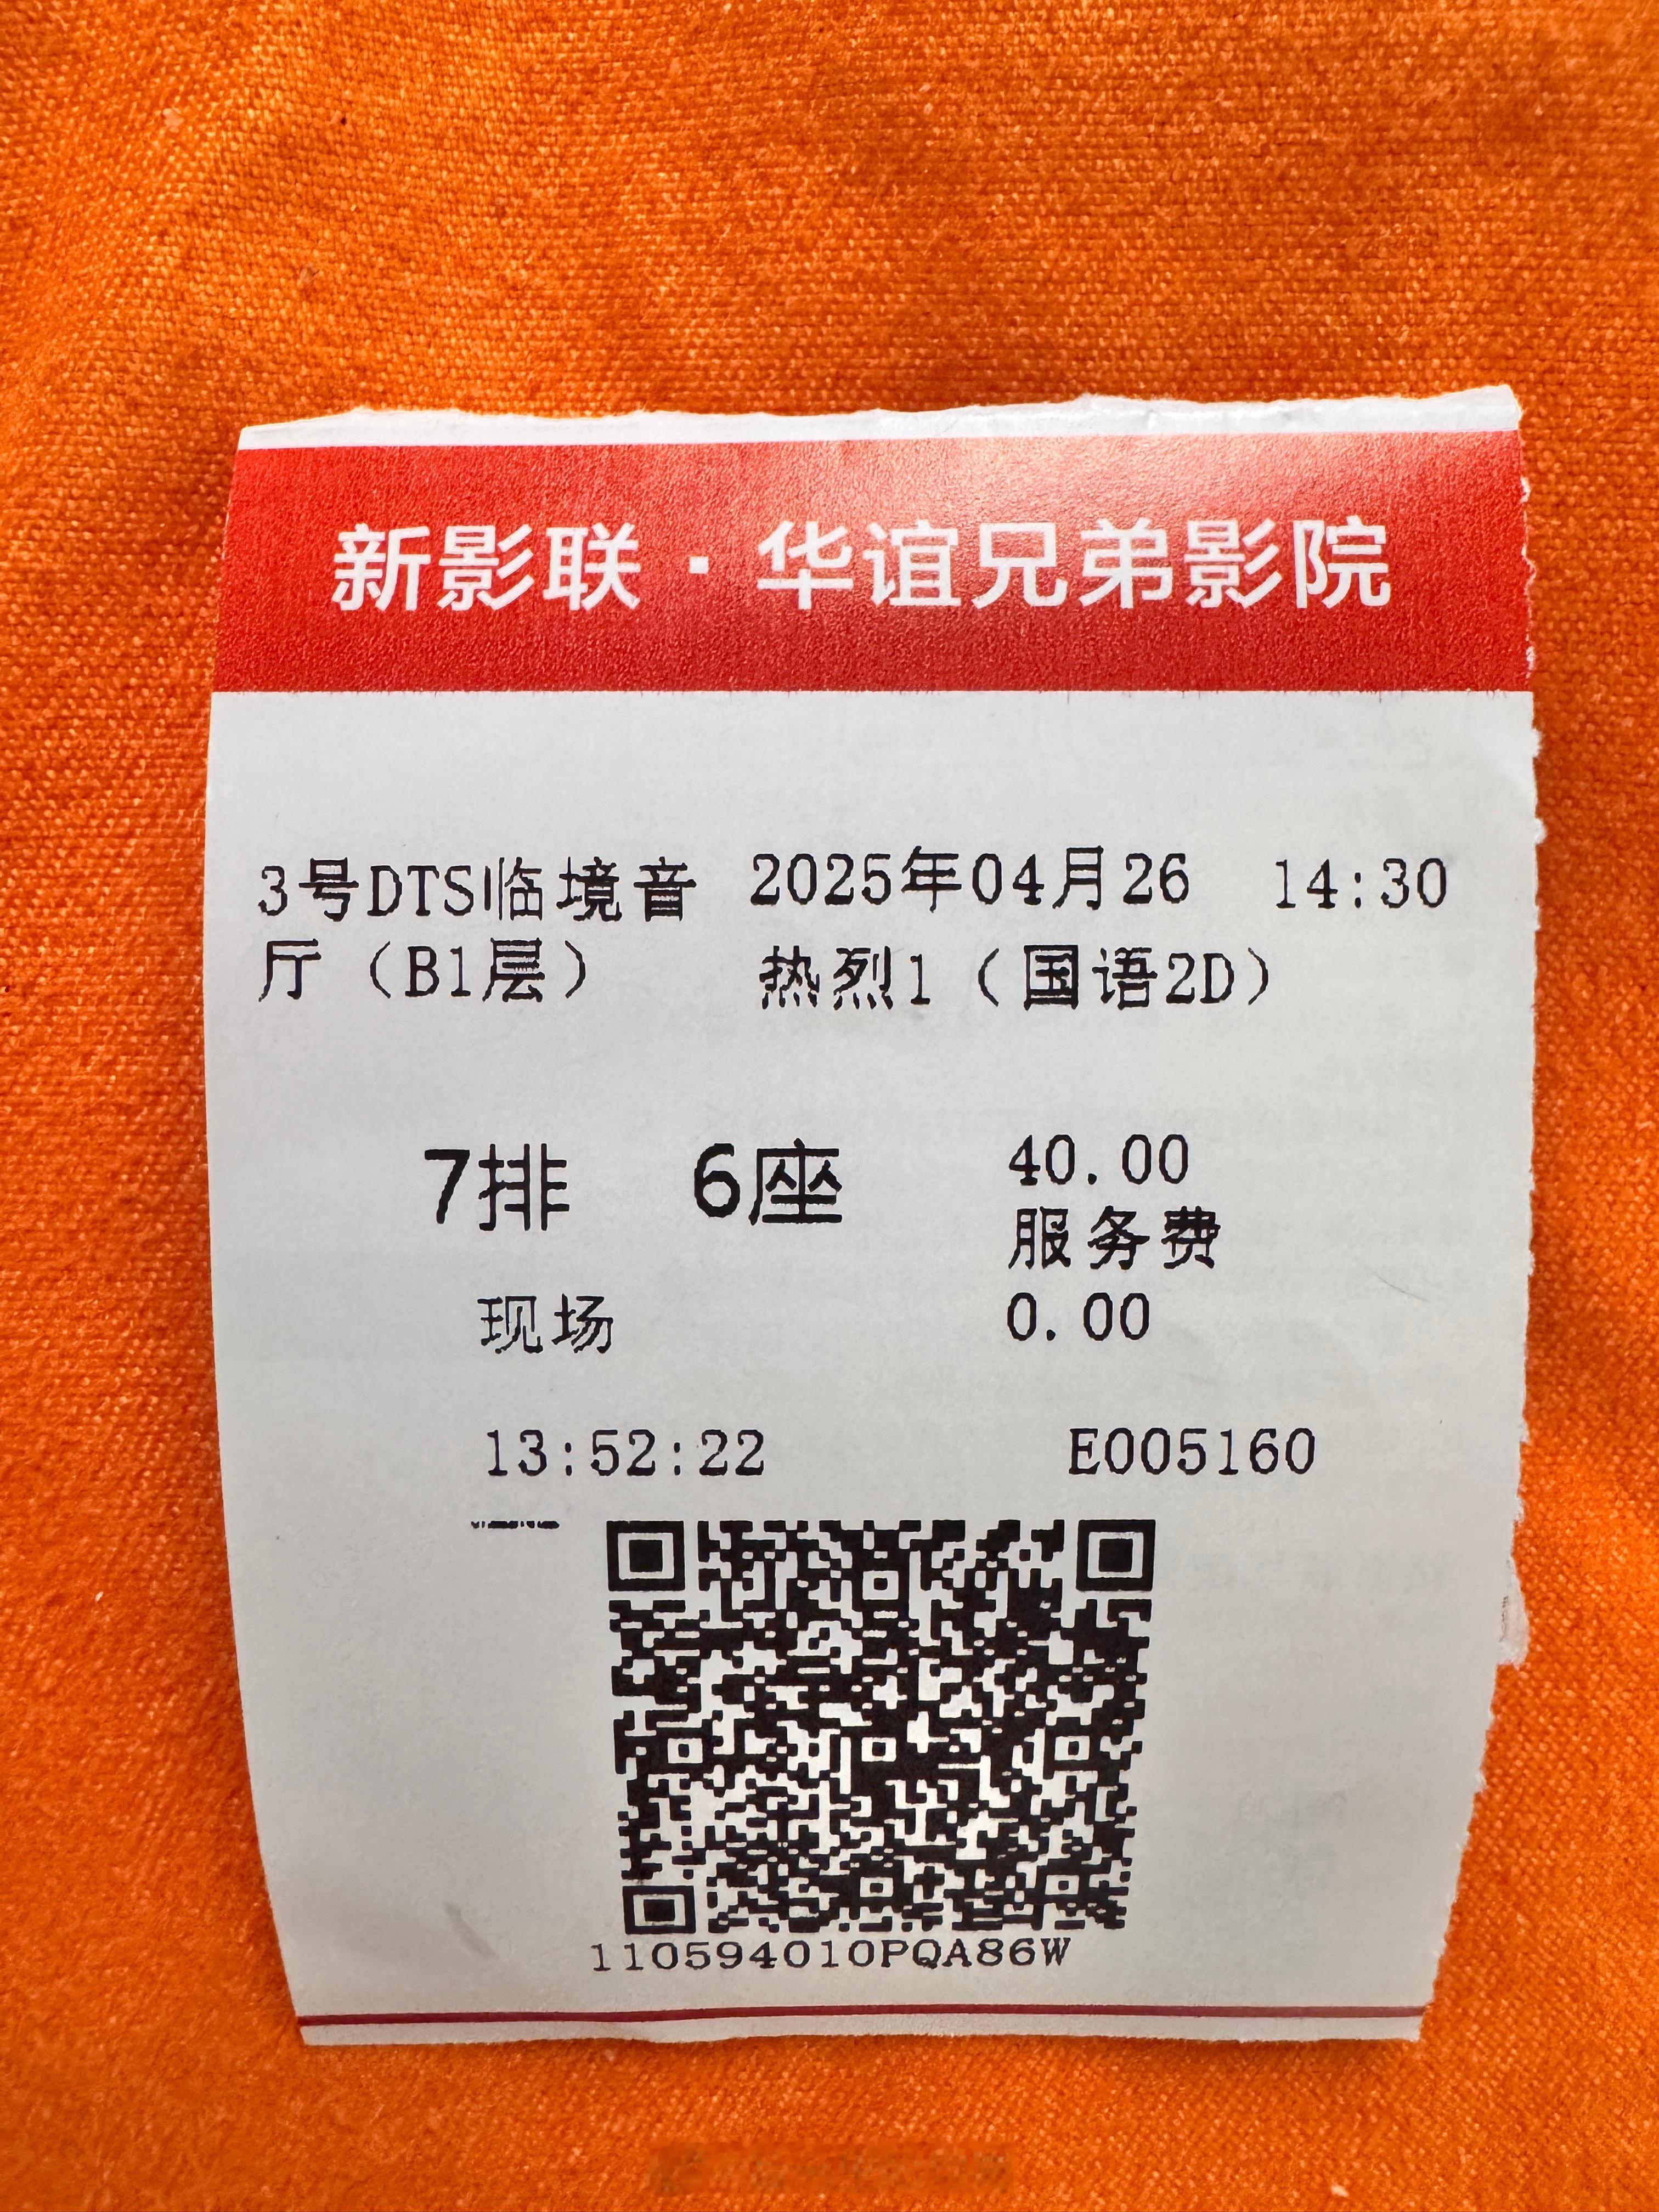 新影联·华谊兄弟影院
3号DTS临境音 2025年04月26 14:30
厅（B1层） 热烈1（国语2D）
7排 6座 40.00
服务费
现场 0.00
13:52:22 E005160
110594010PQA86W